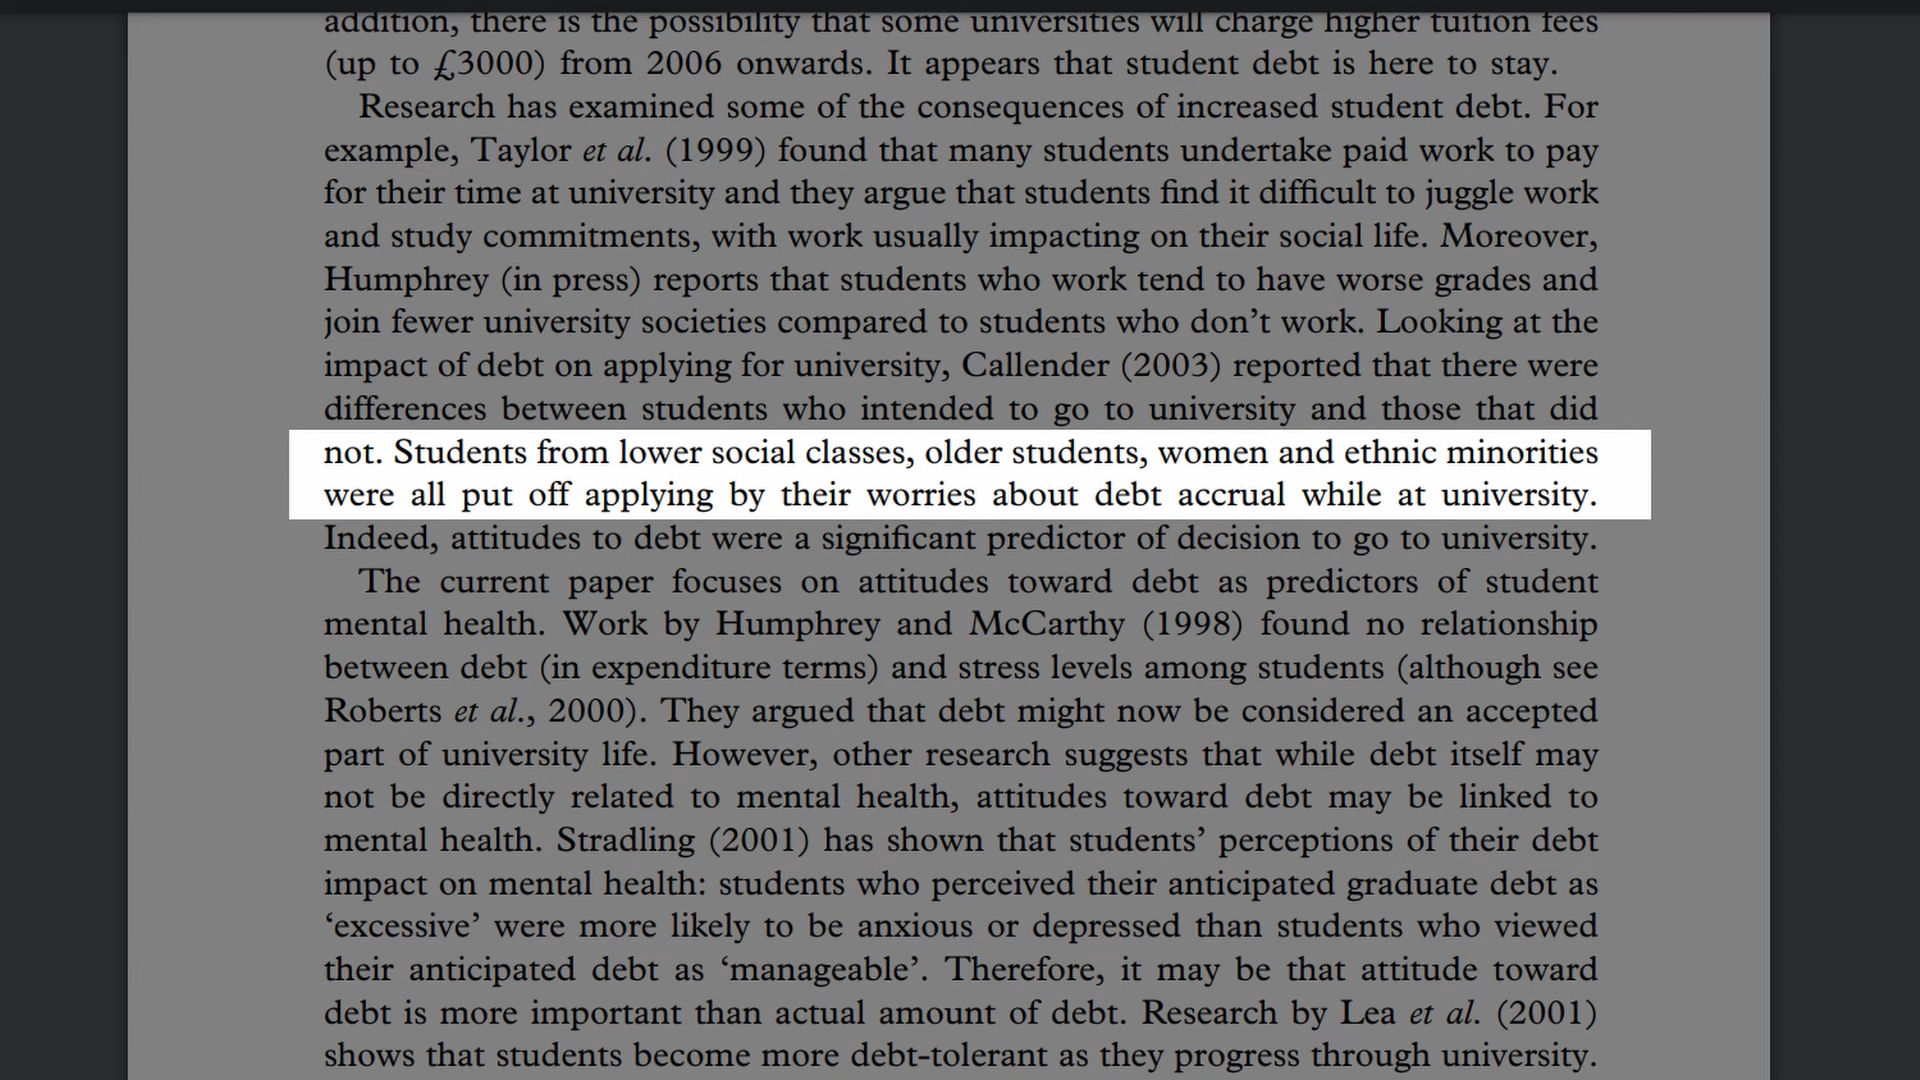 addition, there is the possibility that some universities will charge higher tuition fees
(up to £3000) from 2006 onwards. It appears that student debt is here to stay.
Research has examined some of the consequences of increased student debt. For
example, Taylor et al. (1999) found that many students undertake paid work to pay
for their time at university and they argue that students find it difficult to juggle work
and study commitments, with work usually impacting on their social life. Moreover,
Humphrey (in press) reports that students who work tend to have worse grades and
join fewer university societies compared to students who don’t work. Looking at the
impact of debt on applying for university, Callender (2003) reported that there were
differences between students who intended to go to university and those that did
not. Students from lower social classes, older students, women and ethnic minorities
were all put off applying by their worries about debt accrual while at university.
Indeed, attitudes to debt were a significant predictor of decision to go to university.
The current paper focuses on attitudes toward debt as predictors of student
mental health. Work by Humphrey and McCarthy (1998) found no relationship
between debt (in expenditure terms) and stress levels among students (although see
Roberts et al., 2000). They argued that debt might now be considered an accepted
part of university life. However, other research suggests that while debt itself may
not be directly related to mental health, attitudes toward debt may be linked to
mental health. Stradling (2001) has shown that students’ perceptions of their debt
impact on mental health: students who perceived their anticipated graduate debt as
‘excessive’ were more likely to be anxious or depressed than students who viewed
their anticipated debt as ‘manageable’. Therefore, it may be that attitude toward
debt is more important than actual amount of debt. Research by Lea et al. (2001)
shows that students become more debt-tolerant as they progress through university.